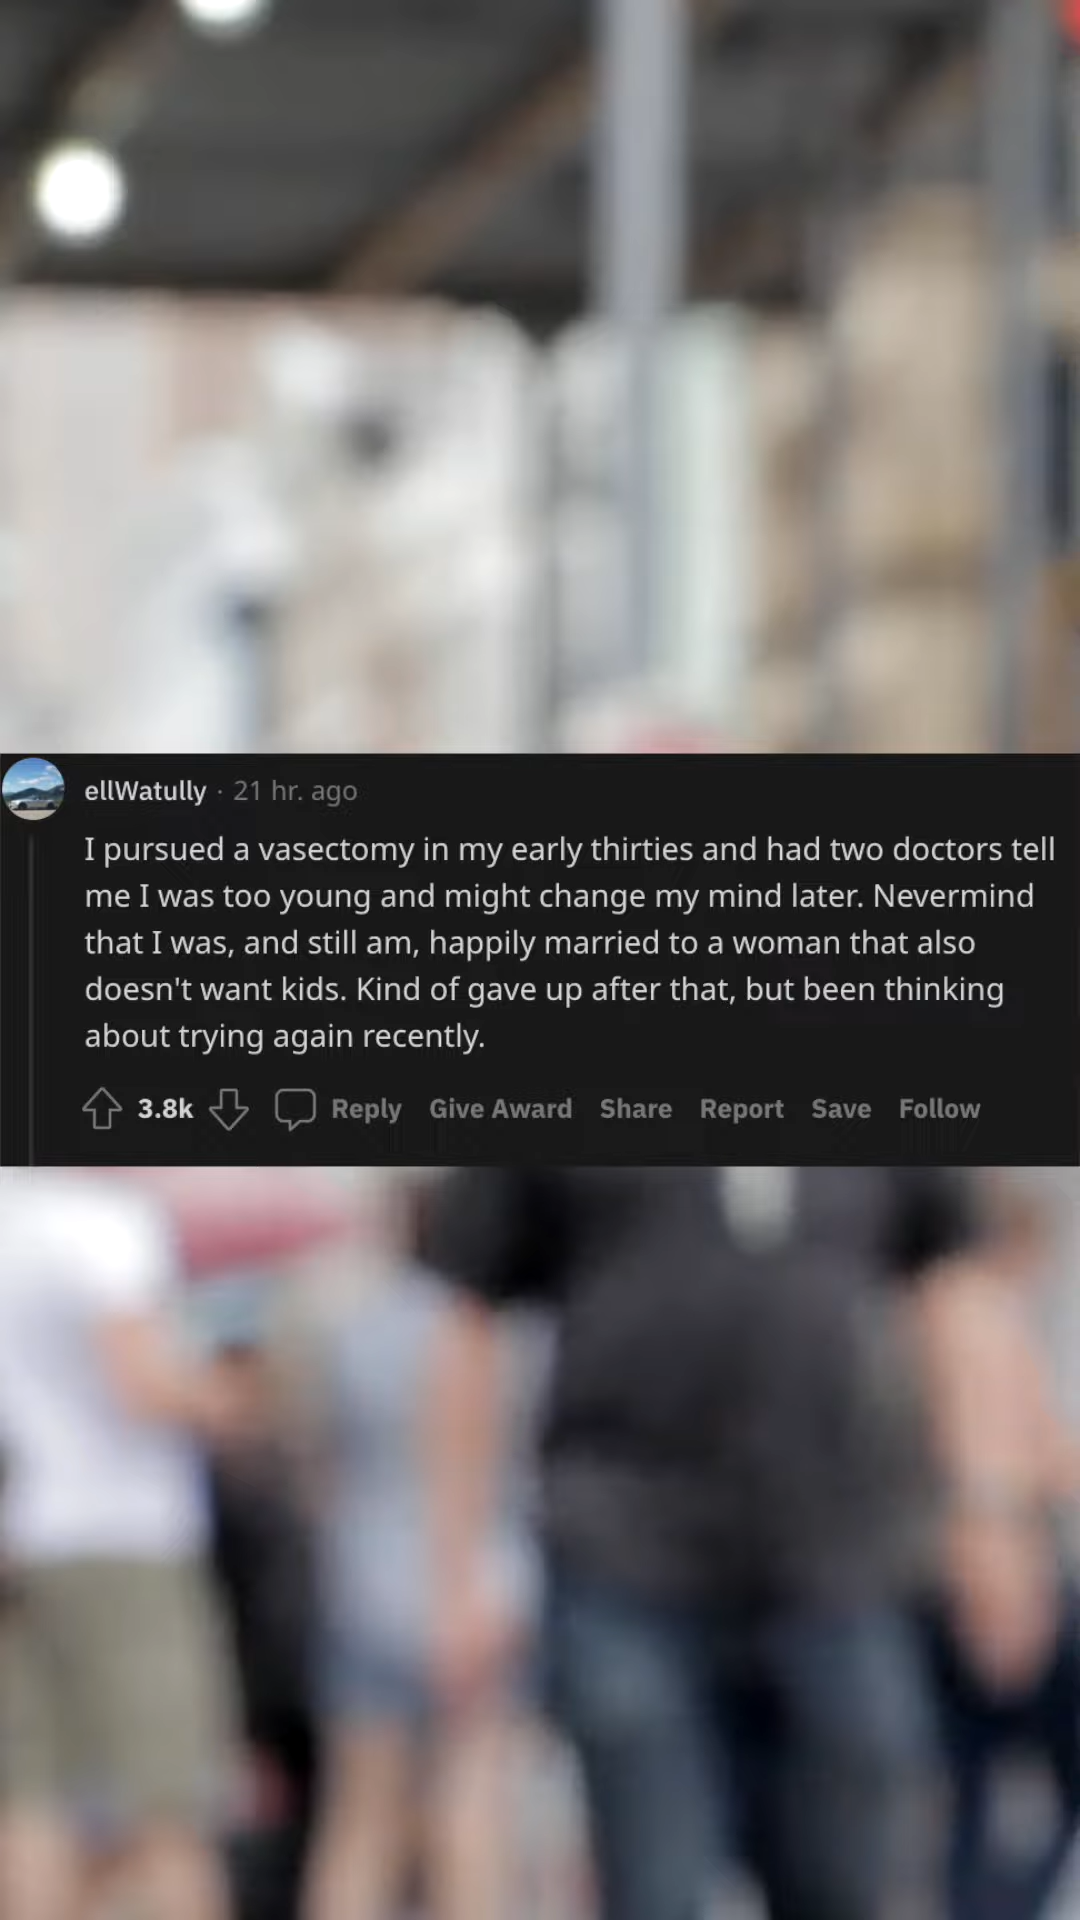 ellWatully · 21 hr. ago
I pursued a vasectomy in my early thirties and had two doctors tell
me I was too young and might change my mind later. Nevermind
that I was, and still am, happily married to a woman that also
doesn't want kids. Kind of gave up after that, but been thinking
about trying again recently.
3.8k Reply Give Award Share Report Save Follow